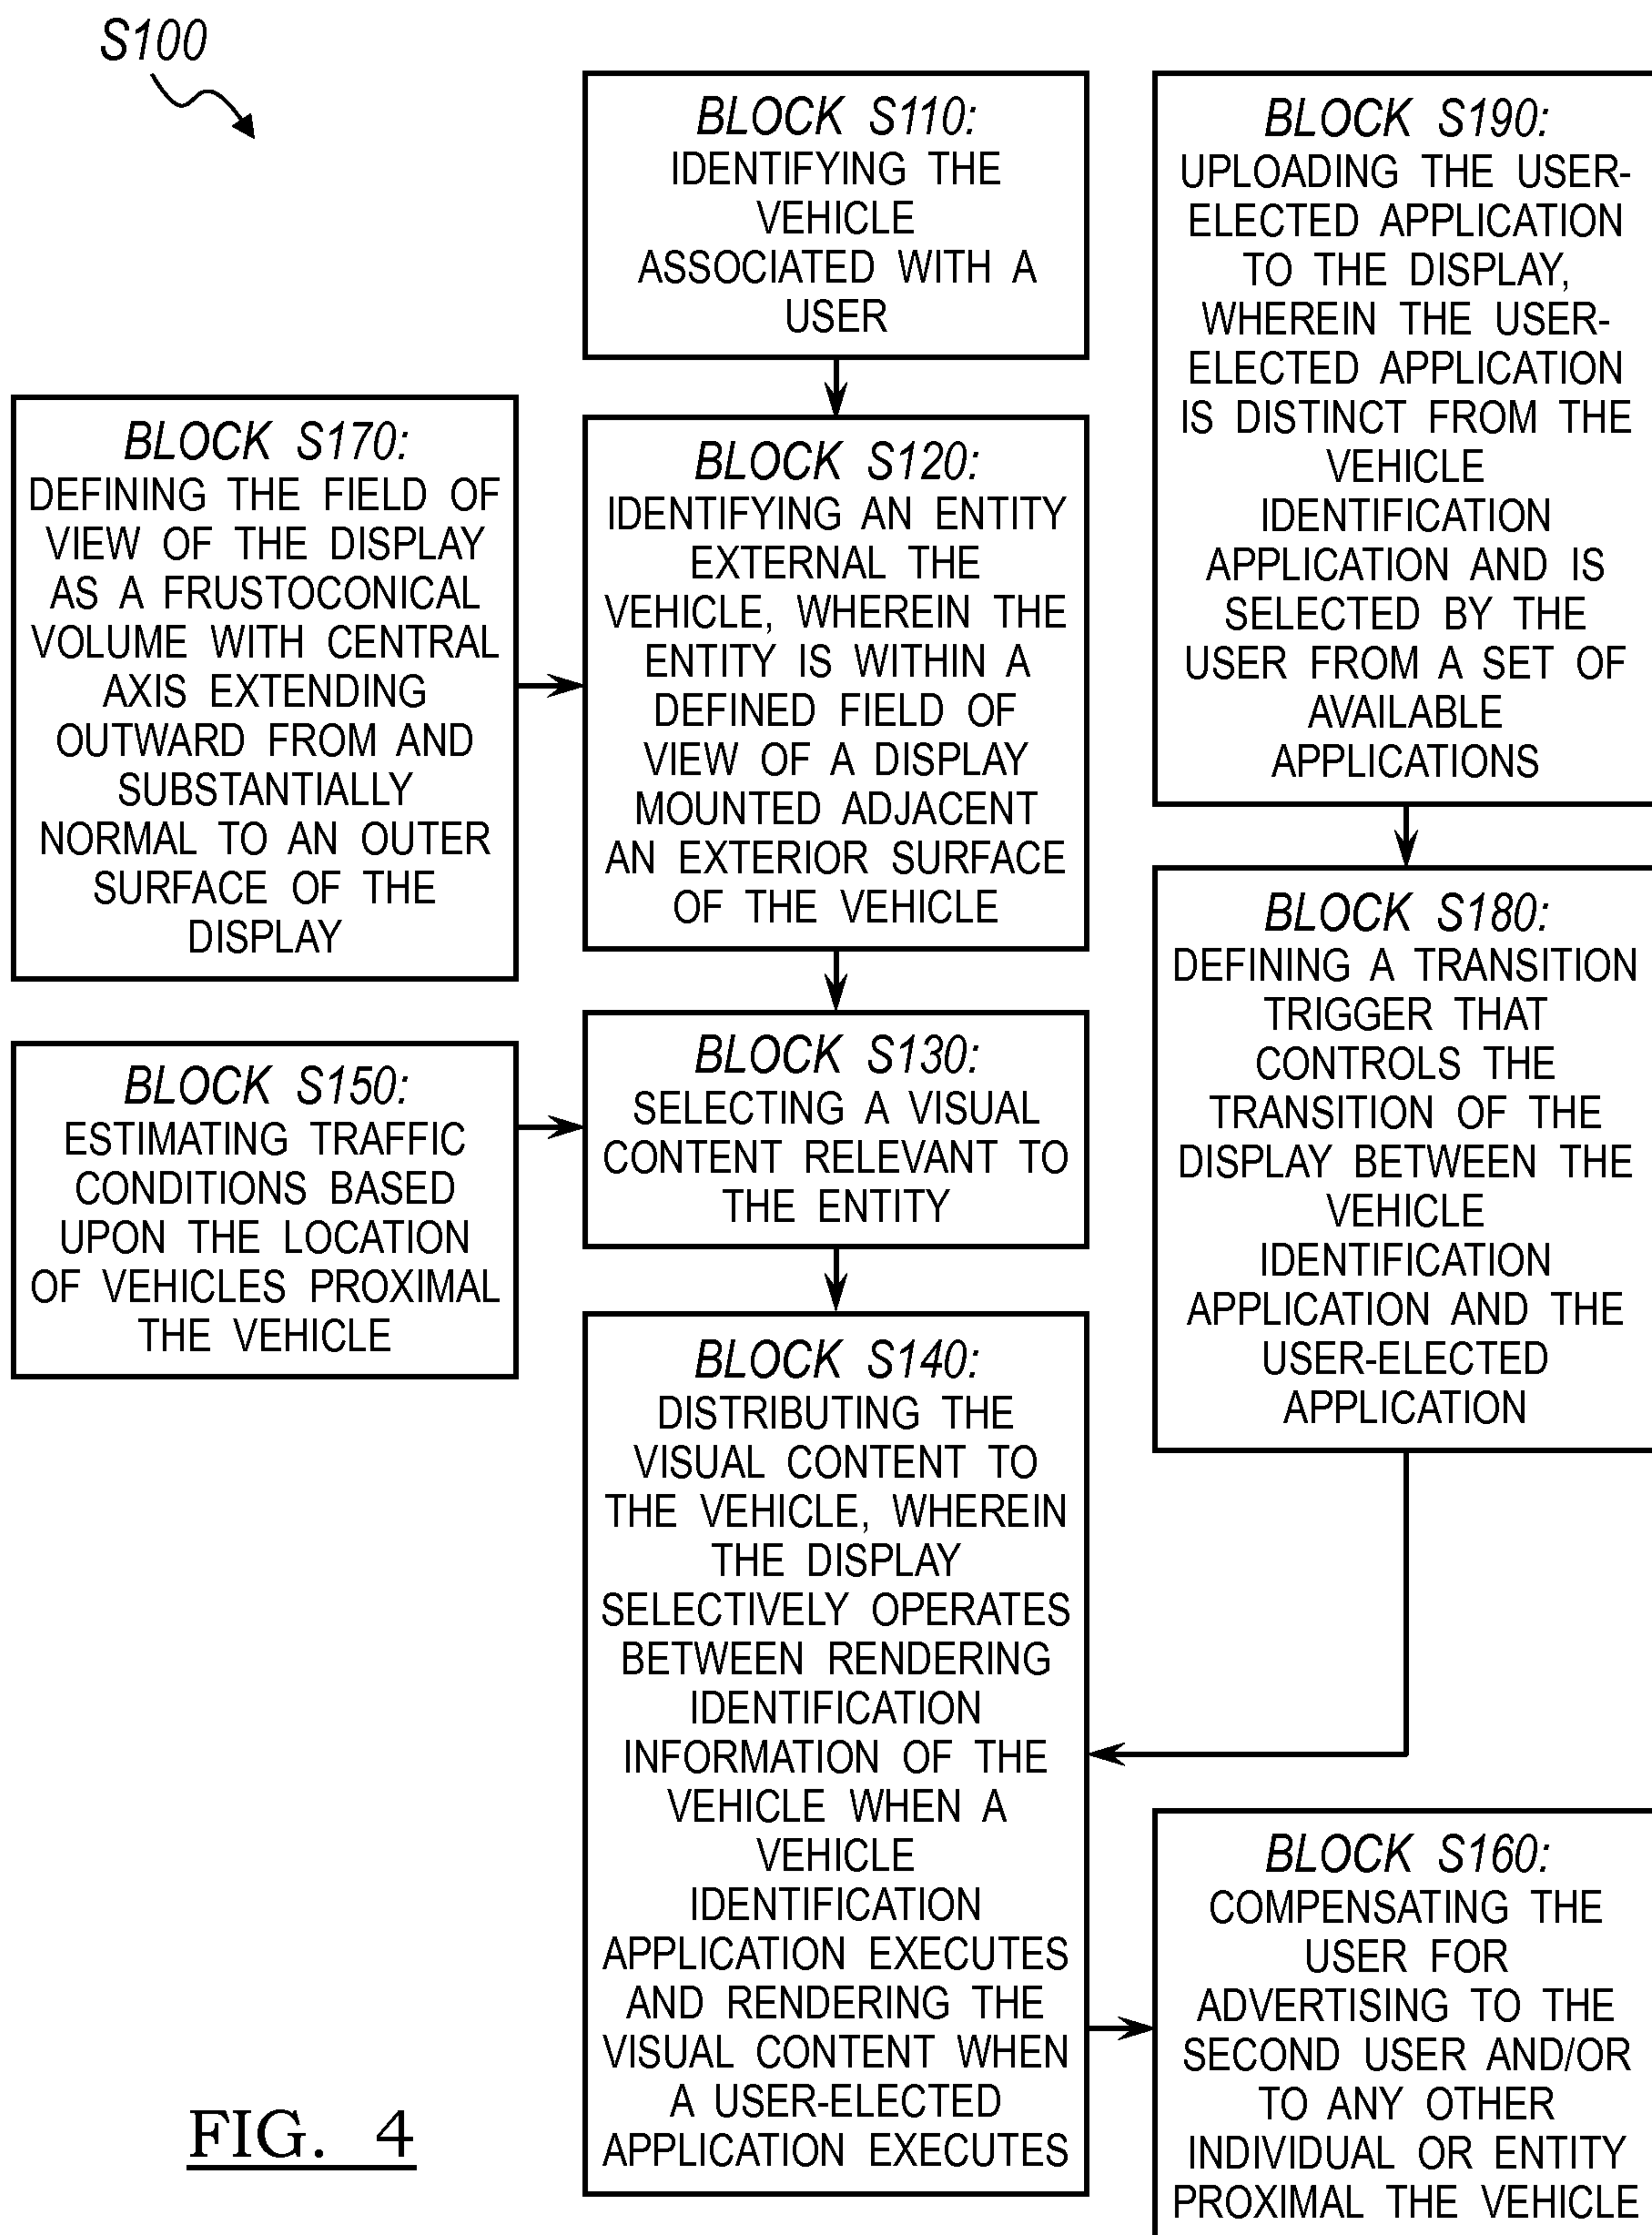 S100
BLOCK S110:
IDENTIFYING THE
VEHICLE
ASSOCIATED WITH A
USER
BLOCK S170:
DEFINING THE FIELD OF
VIEW OF THE DISPLAY
AS A FRUSTOCONICAL
VOLUME WITH CENTRAL
AXIS EXTENDING
OUTWARD FROM AND
SUBSTANTIALLY
NORMAL TO AN OUTER
SURFACE OF THE
DISPLAY
BLOCK S120:
IDENTIFYING AN ENTITY
EXTERNAL THE
VEHICLE, WHEREIN THE
ENTITY IS WITHIN A
DEFINED FIELD OF
VIEW OF A DISPLAY
MOUNTED ADJACENT
AN EXTERIOR SURFACE
OF THE VEHICLE
BLOCK S150:
ESTIMATING TRAFFIC
CONDITIONS BASED
UPON THE LOCATION
OF VEHICLES PROXIMAL
THE VEHICLE
BLOCK S130:
SELECTING A VISUAL
CONTENT RELEVANT TO
THE ENTITY
BLOCK S190:
UPLOADING THE USER-
ELECTED APPLICATION
TO THE DISPLAY,
WHEREIN THE USER-
ELECTED APPLICATION
IS DISTINCT FROM THE
VEHICLE
IDENTIFICATION
APPLICATION AND IS
SELECTED BY THE
USER FROM A SET OF
AVAILABLE
APPLICATIONS
BLOCK S180:
DEFINING A TRANSITION
TRIGGER THAT
CONTROLS THE
TRANSITION OF THE
DISPLAY BETWEEN THE
VEHICLE
IDENTIFICATION
APPLICATION AND THE
USER-ELECTED
APPLICATION
BLOCK S140:
DISTRIBUTING THE
VISUAL CONTENT TO
THE VEHICLE, WHEREIN
THE DISPLAY
SELECTIVELY OPERATES
BETWEEN RENDERING
IDENTIFICATION
INFORMATION OF THE
VEHICLE WHEN A
VEHICLE
IDENTIFICATION
APPLICATION EXECUTES
AND RENDERING THE
VISUAL CONTENT WHEN
A USER-ELECTED
APPLICATION EXECUTES
BLOCK S160:
COMPENSATING THE
USER FOR
ADVERTISING TO THE
SECOND USER AND/OR
TO ANY OTHER
INDIVIDUAL OR ENTITY
PROXIMAL THE VEHICLE
FIG. 4